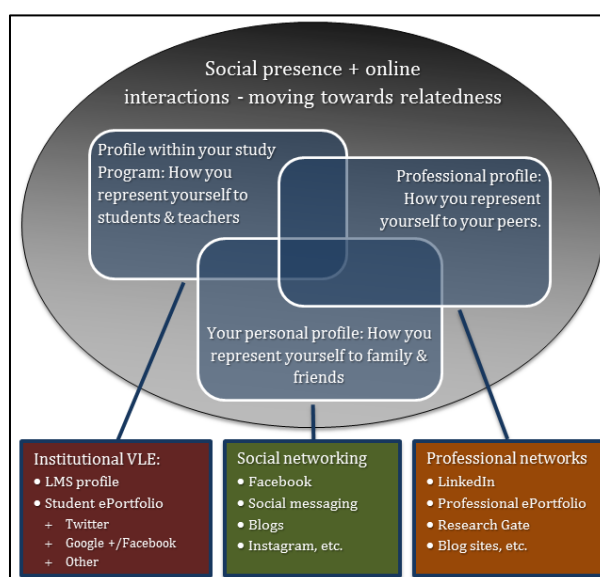 Social presence + online
interactions - moving towards relatedness
Profile within your study
Program: How you
represent yourself to
students & teachers
Professional profile:
How you represent
yourself to your peers.
Your personal profile: How you
represent yourself to family &
friends
Institutional VLE:
• LMS profile
• Student ePortfolio
+ Twitter
+ Google +/Facebook
+ Other
Social networking
• Facebook
• Social messaging
• Blogs
• Instagram, etc.
Professional networks
• LinkedIn
• Professional ePortfolio
• Research Gate
• Blog sites, etc.